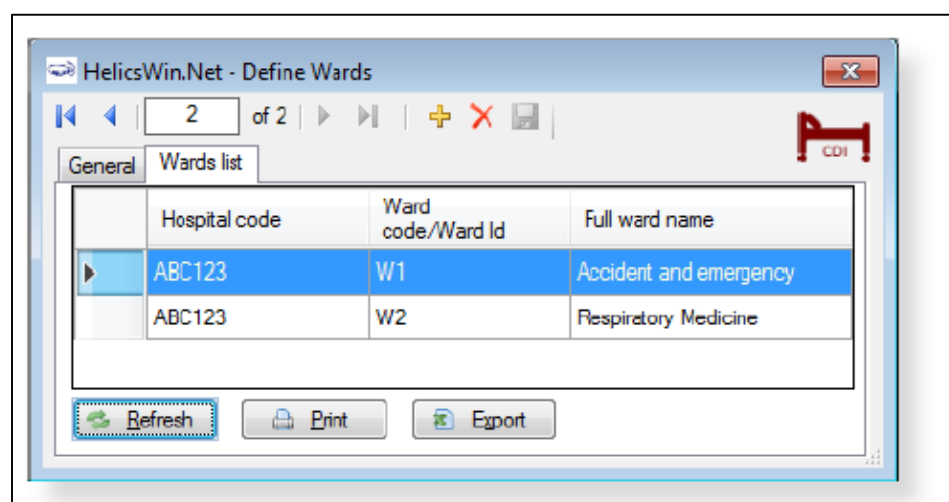 HelicsWin.Net - Define Wards
2 of 2
CDI
General Wards list
Hospital code Ward code/Ward Id Full ward name
ABC123 W1 Accident and emergency
ABC123 W2 Respiratory Medicine
Refresh Print Export